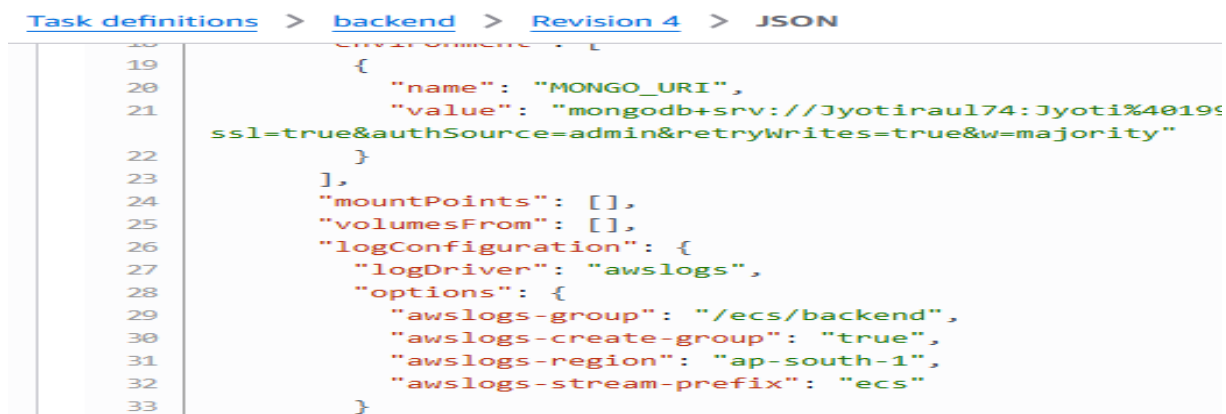 Task definitions > backend > Revision 4 > JSON
19 {
20 "name": "MONGO_URI",
21 "value": "mongodb+srv://Jyotiraul74:Jyoti%40199
ssl=true&authSource=admin&retryWrites=true&w=majority"
22 }
23 ],
24 "mountPoints": [],
25 "volumesFrom": [],
26 "logConfiguration": {
27 "logDriver": "awslogs",
28 "options": {
29 "awslogs-group": "/ecs/backend",
30 "awslogs-create-group": "true",
31 "awslogs-region": "ap-south-1",
32 "awslogs-stream-prefix": "ecs"
33 }